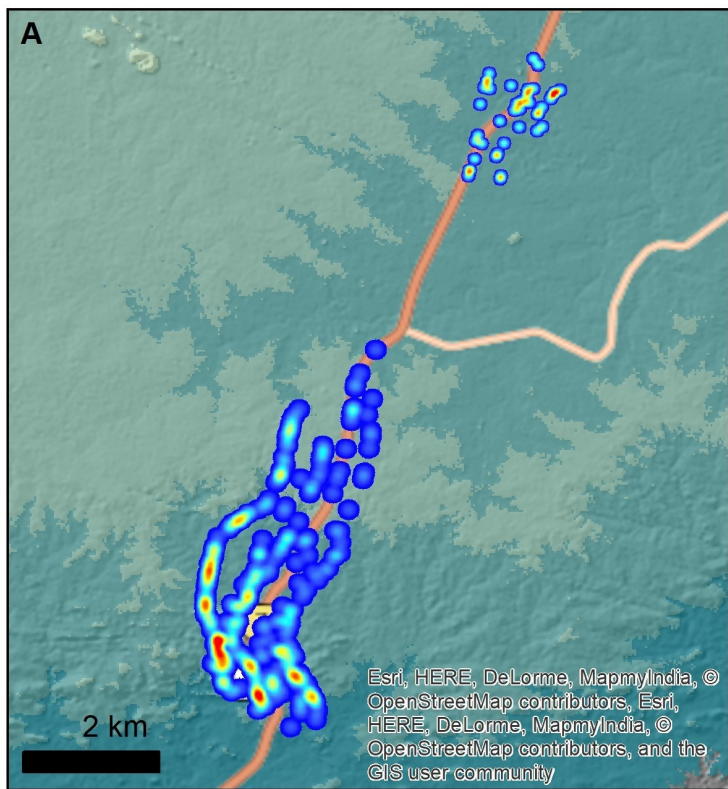 A
2 km
Esri, HERE, DeLorme, MapmyIndia, ©
OpenStreetMap contributors, Esri,
HERE, DeLorme, MapmyIndia, ©
OpenStreetMap contributors, and the
GIS user community